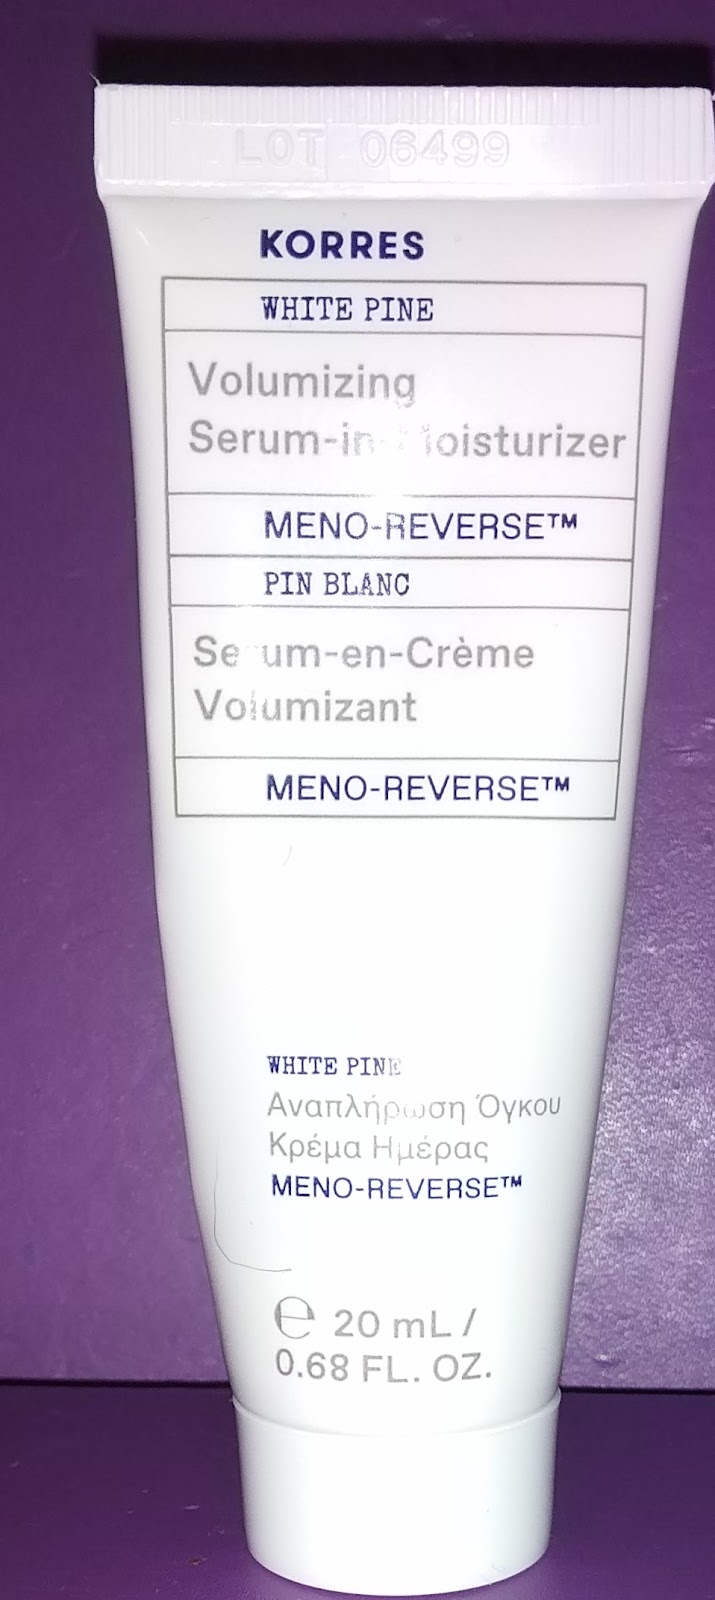 LOT 06499
KORRES
WHITE PINE
Volumizing
Serum-in-Moisturizer
MENO-REVERSE™
PIN BLANC
Serum-en-Crème
Volumizant
MENO-REVERSE™
WHITE PINE
Αναπλήρωση Όγκου
Κρέμα Ημέρας
MENO-REVERSE™
℮ 20 mL /
0.68 FL. OZ.